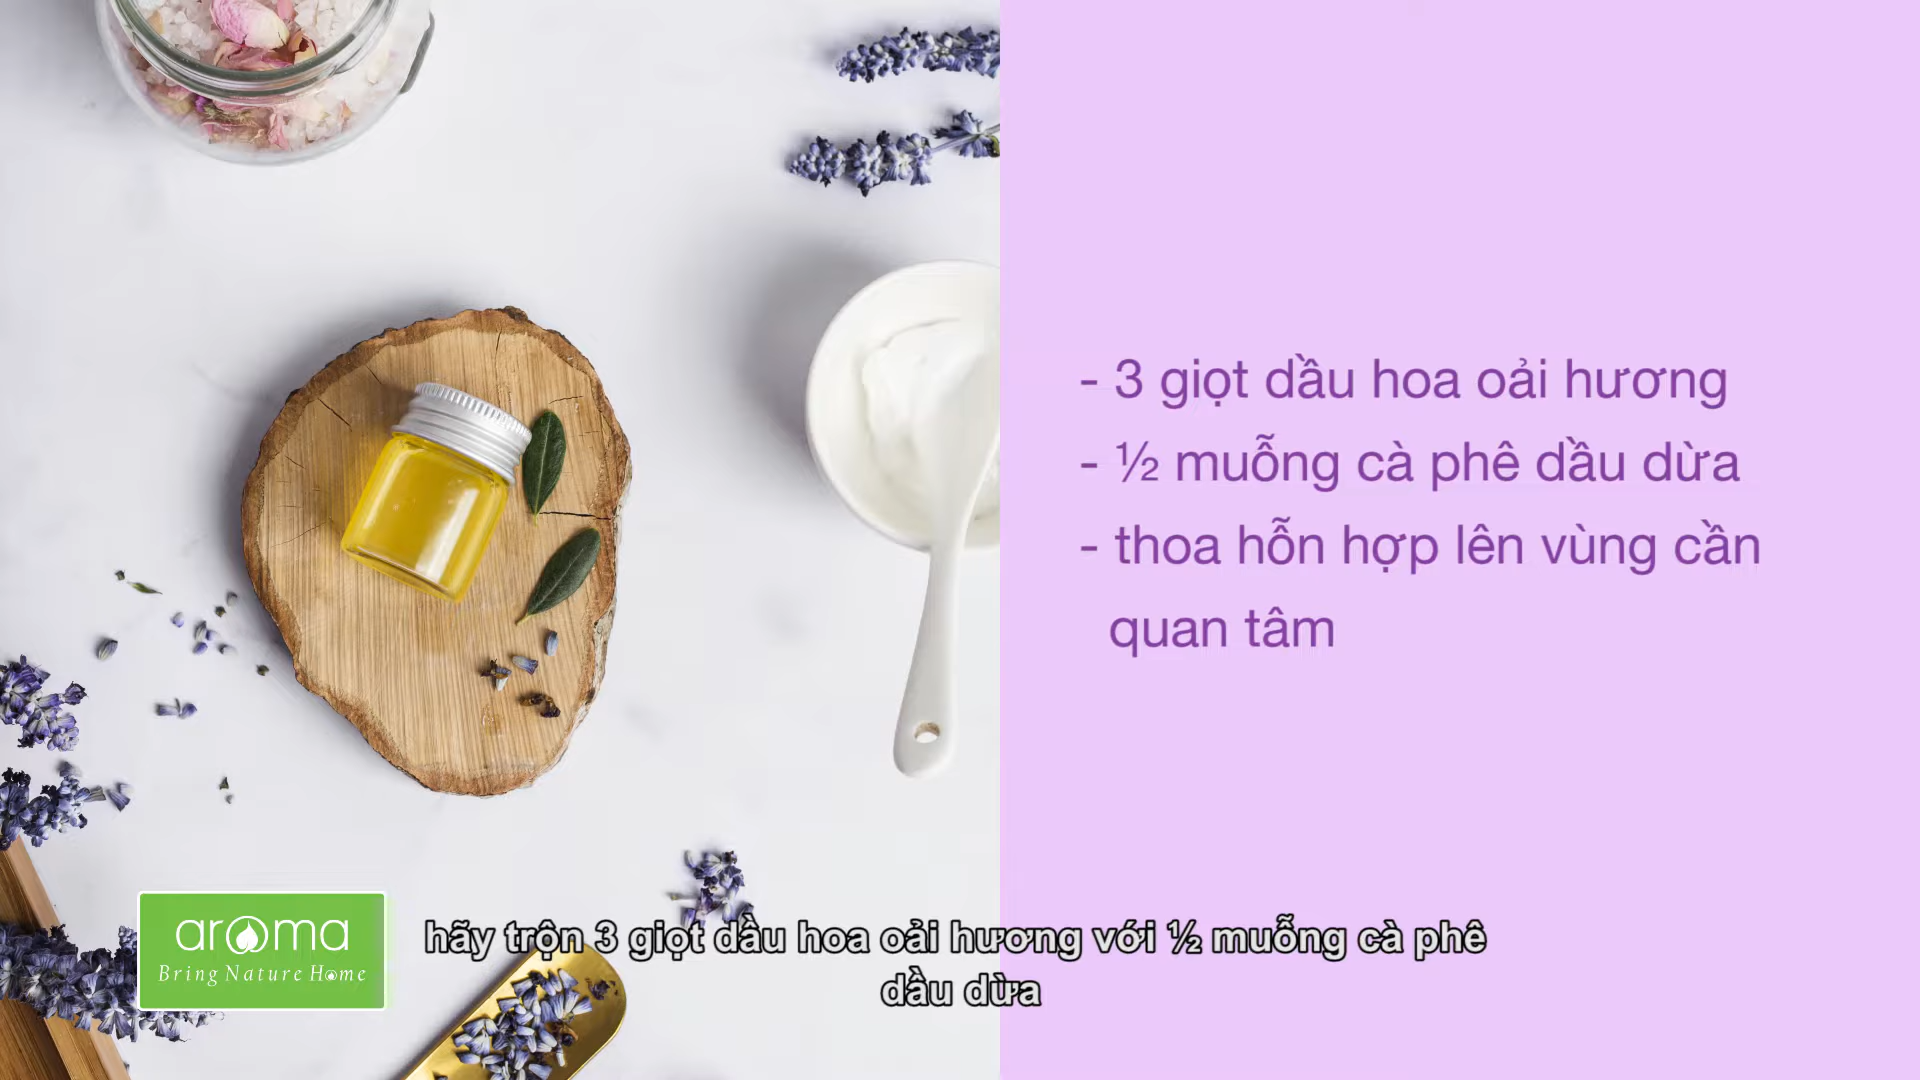 - 3 giọt dầu hoa oải hương
- ½ muỗng cà phê dầu dừa
- thoa hỗn hợp lên vùng cần
quan tâm
aroma
Bring Nature Home
hãy trộn 3 giọt dầu hoa oải hương với ½ muỗng cà phê
dầu dừa